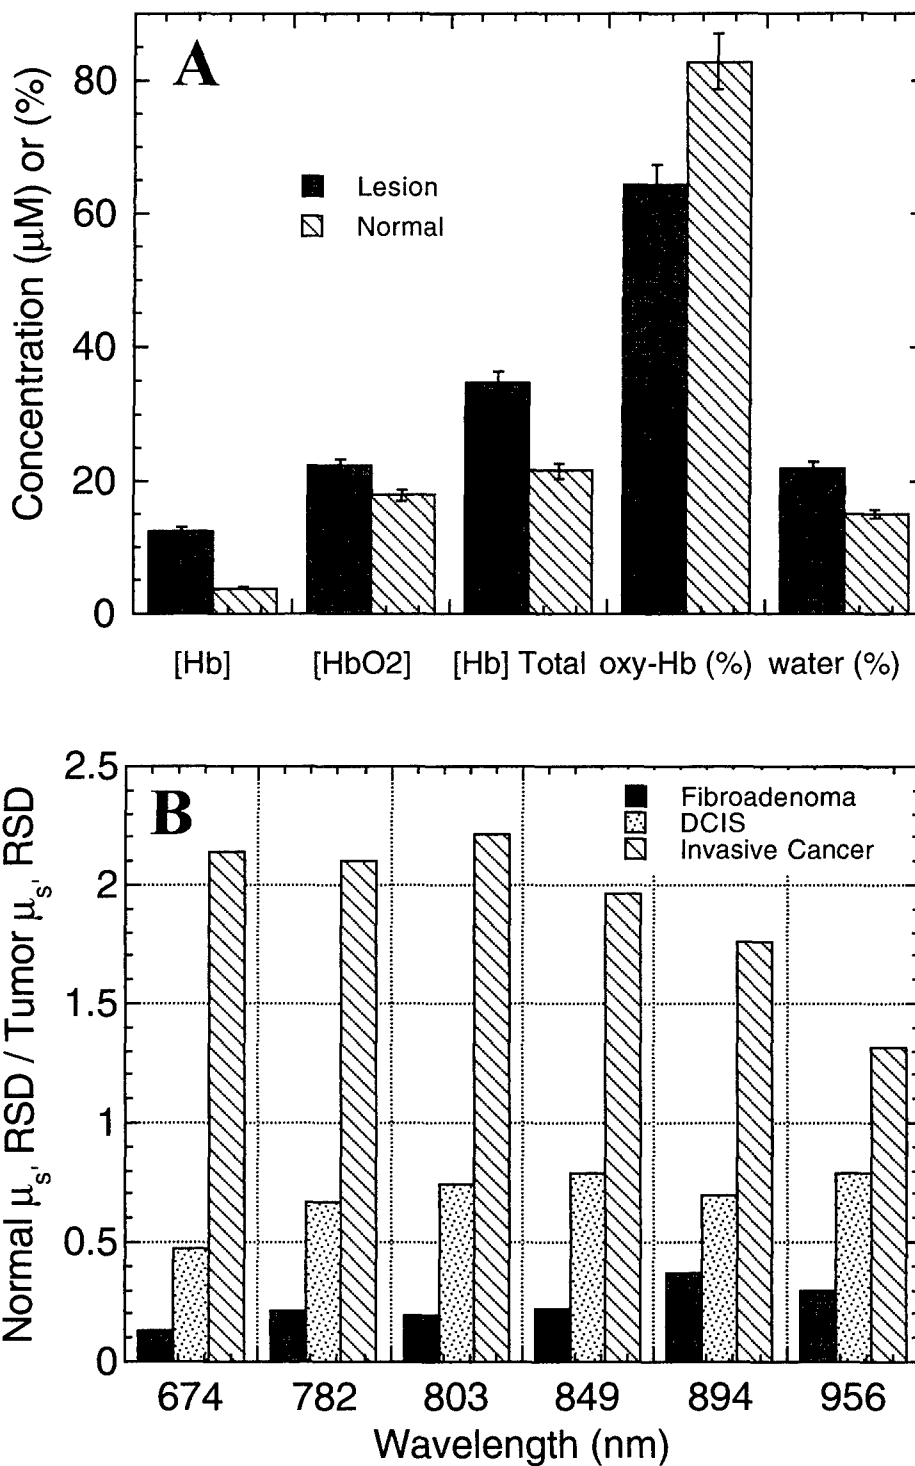 A
80
60
40
20
0
Concentration (μM) or (%)
Lesion
Normal
[Hb] [HbO2] [Hb] Total oxy-Hb (%) water (%)
B
2.5
2
1.5
1
0.5
0
Normal μs' RSD / Tumor μs' RSD
Fibroadenoma
DCIS
Invasive Cancer
674 782 803 849 894 956
Wavelength (nm)